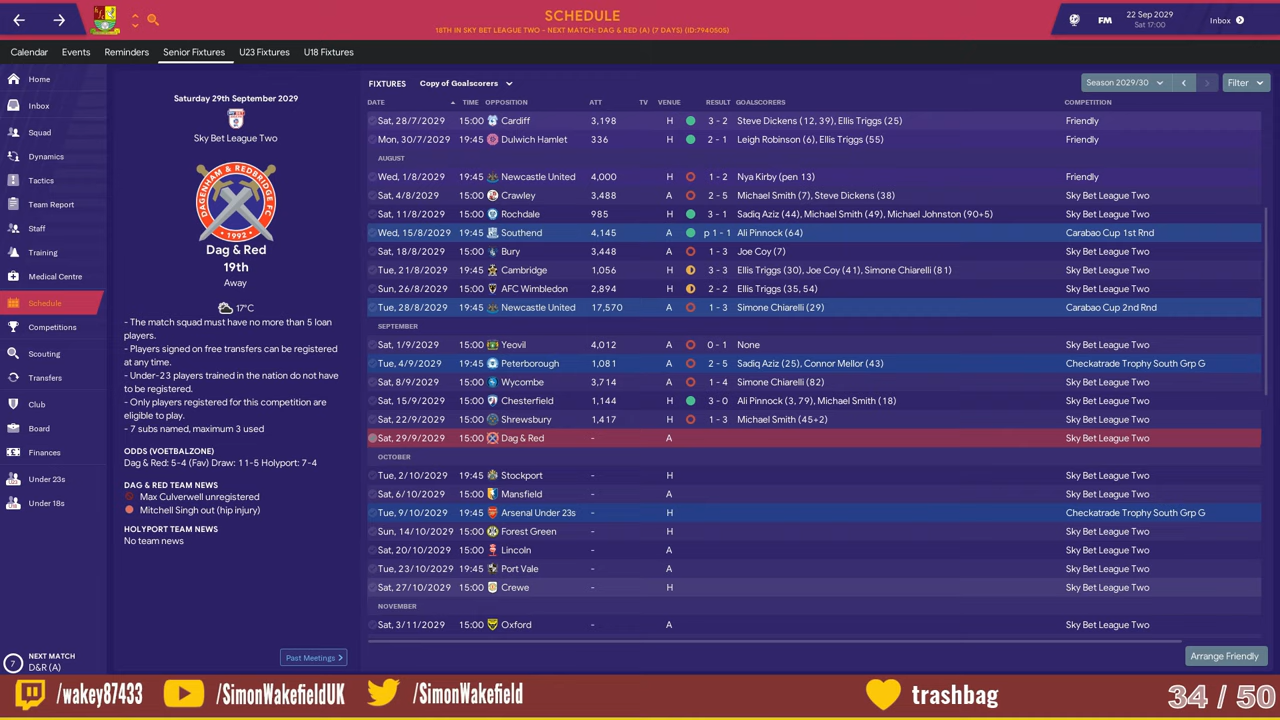 SCHEDULE
18TH IN SKY BET LEAGUE TWO - NEXT MATCH: DAG & RED (A) (7 DAYS) (ID:7940505)
FM
22 Sep 2029
Sat 17:00
Inbox
Calendar Events Reminders Senior Fixtures U23 Fixtures U18 Fixtures
Home
Inbox
Squad
Dynamics
Tactics
Team Report
Staff
Training
Medical Centre
Schedule
Competitions
Scouting
Transfers
Club
Board
Finances
Under 23s
Under 18s
7
NEXT MATCH
D&R (A)
Saturday 29th September 2029
Sky Bet League Two
DAGENHAM & REDBRIDGE FC
1992
Dag & Red
19th
Away
17°C
- The match squad must have no more than 5 loan
players.
- Players signed on free transfers can be registered
at any time.
- Under-23 players trained in the nation do not have
to be registered.
- Only players registered for this competition are
eligible to play.
- 7 subs named, maximum 3 used
ODDS (VOETBALZONE)
Dag & Red: 5-4 (Fav) Draw: 11-5 Holyport: 7-4
DAG & RED TEAM NEWS
Max Culverwell unregistered
Mitchell Singh out (hip injury)
HOLYPORT TEAM NEWS
No team news
Past Meetings
FIXTURES Copy of Goalscorers Season 2029/30 Filter
DATE TIME OPPOSITION ATT TV VENUE RESULT GOALSCORERS COMPETITION
Sat, 28/7/2029 15:00 Cardiff 3,198 H 3 - 2 Steve Dickens (12, 39), Ellis Triggs (25) Friendly
Mon, 30/7/2029 19:45 Dulwich Hamlet 336 H 2 - 1 Leigh Robinson (6), Ellis Triggs (55) Friendly
AUGUST
Wed, 1/8/2029 19:45 Newcastle United 4,000 H 1 - 2 Nya Kirby (pen 13) Friendly
Sat, 4/8/2029 15:00 Crawley 3,488 A 2 - 5 Michael Smith (7), Steve Dickens (38) Sky Bet League Two
Sat, 11/8/2029 15:00 Rochdale 985 H 3 - 1 Sadiq Aziz (44), Michael Smith (49), Michael Johnston (90+5) Sky Bet League Two
Wed, 15/8/2029 19:45 Southend 4,145 A p 1 - 1 Ali Pinnock (64) Carabao Cup 1st Rnd
Sat, 18/8/2029 15:00 Bury 3,448 A 1 - 3 Joe Coy (7) Sky Bet League Two
Tue, 21/8/2029 19:45 Cambridge 1,056 H 3 - 3 Ellis Triggs (30), Joe Coy (41), Simone Chiarelli (81) Sky Bet League Two
Sun, 26/8/2029 15:00 AFC Wimbledon 2,894 H 2 - 2 Ellis Triggs (35, 54) Sky Bet League Two
Tue, 28/8/2029 19:45 Newcastle United 17,570 A 1 - 3 Simone Chiarelli (29) Carabao Cup 2nd Rnd
SEPTEMBER
Sat, 1/9/2029 15:00 Yeovil 4,012 A 0 - 1 None Sky Bet League Two
Tue, 4/9/2029 19:45 Peterborough 1,081 A 2 - 5 Sadiq Aziz (25), Connor Mellor (43) Checkatrade Trophy South Grp G
Sat, 8/9/2029 15:00 Wycombe 3,714 A 1 - 4 Simone Chiarelli (82) Sky Bet League Two
Sat, 15/9/2029 15:00 Chesterfield 1,144 H 3 - 0 Ali Pinnock (3, 79), Michael Smith (18) Sky Bet League Two
Sat, 22/9/2029 15:00 Shrewsbury 1,417 H 1 - 3 Michael Smith (45+2) Sky Bet League Two
Sat, 29/9/2029 15:00 Dag & Red - A Sky Bet League Two
OCTOBER
Tue, 2/10/2029 19:45 Stockport - H Sky Bet League Two
Sat, 6/10/2029 15:00 Mansfield - A Sky Bet League Two
Tue, 9/10/2029 19:45 Arsenal Under 23s - H Checkatrade Trophy South Grp G
Sun, 14/10/2029 15:00 Forest Green - H Sky Bet League Two
Sat, 20/10/2029 15:00 Lincoln - A Sky Bet League Two
Tue, 23/10/2029 19:45 Port Vale - A Sky Bet League Two
Sat, 27/10/2029 15:00 Crewe - H Sky Bet League Two
NOVEMBER
Sat, 3/11/2029 15:00 Oxford - A Sky Bet League Two
Arrange Friendly
/wakey87433 /SimonWakefieldUK /SimonWakefield trashbag 34 / 50